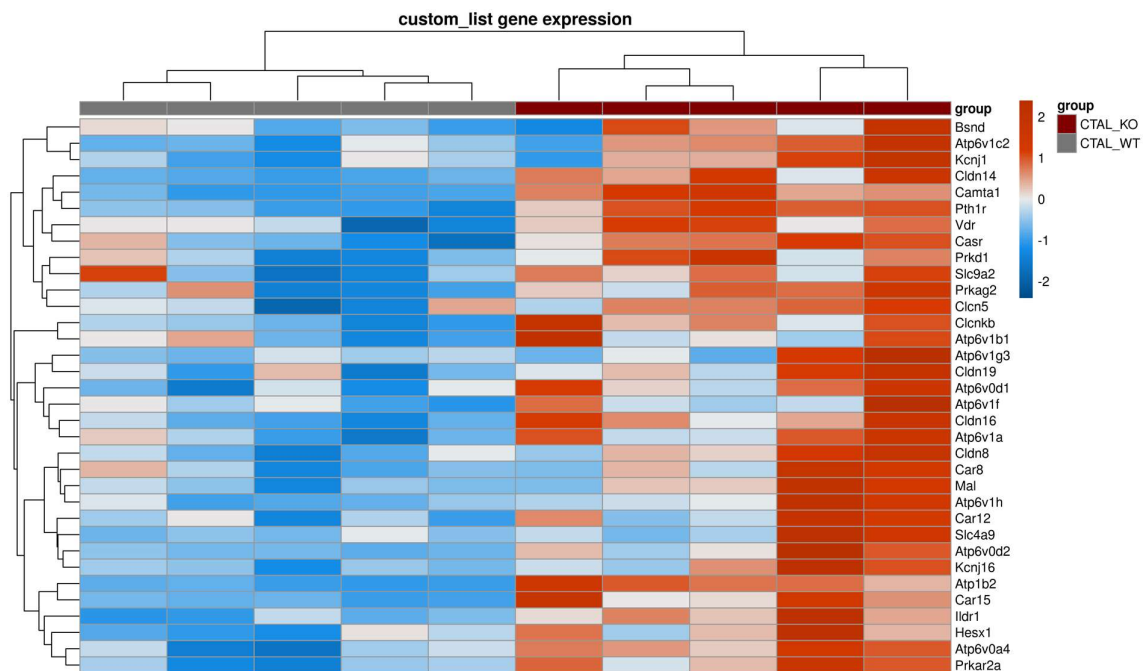 custom_list gene expression
group
Bsnd
Atp6v1c2
Kcnj1
Cldn14
Camta1
Pth1r
Vdr
Casr
Prkd1
Slc9a2
Prkag2
Clcn5
Clcnkb
Atp6v1b1
Atp6v1g3
Cldn19
Atp6v0d1
Atp6v1f
Cldn16
Atp6v1a
Cldn8
Car8
Mal
Atp6v1h
Car12
Slc4a9
Atp6v0d2
Kcnj16
Atp1b2
Car15
Ildr1
Hesx1
Atp6v0a4
Prkar2a
2
1
0
-1
-2
group
CTAL_KO
CTAL_WT